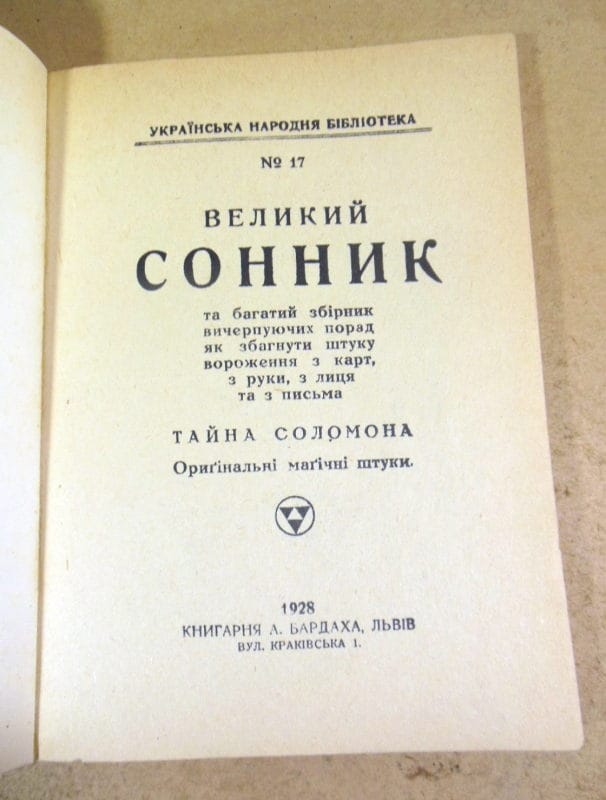 УКРАЇНСЬКА НАРОДНЯ БІБЛІОТЕКА
№ 17
ВЕЛИКИЙ
СОННИК
та багатий збірник
вичерпуючих порад
як збагнути штуку
вороження з карт,
з руки, з лиця
та з письма
ТАЙНА СОЛОМОНА
Ориґінальні маґічні штуки.
1928
КНИГАРНЯ А. БАРДАХА, ЛЬВІВ
ВУЛ. КРАКІВСЬКА 1.